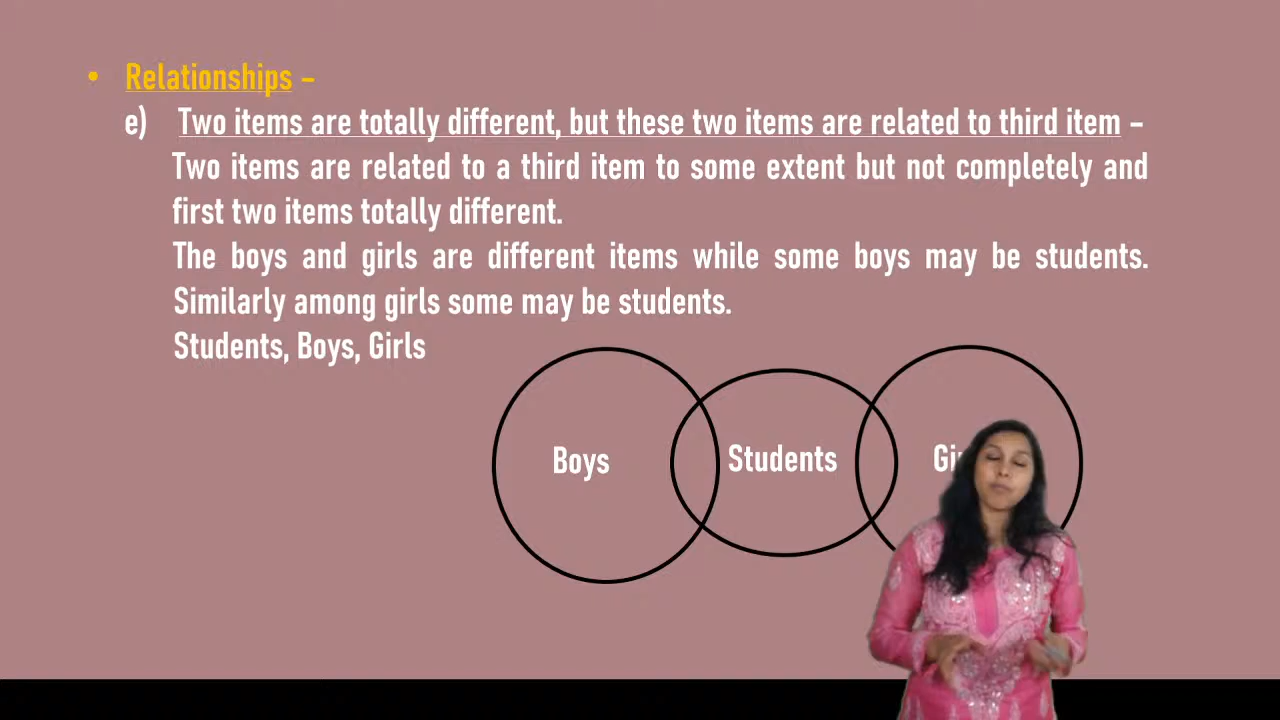 • Relationships –
e) Two items are totally different, but these two items are related to third item –
Two items are related to a third item to some extent but not completely and
first two items totally different.
The boys and girls are different items while some boys may be students.
Similarly among girls some may be students.
Students, Boys, Girls
Boys Students